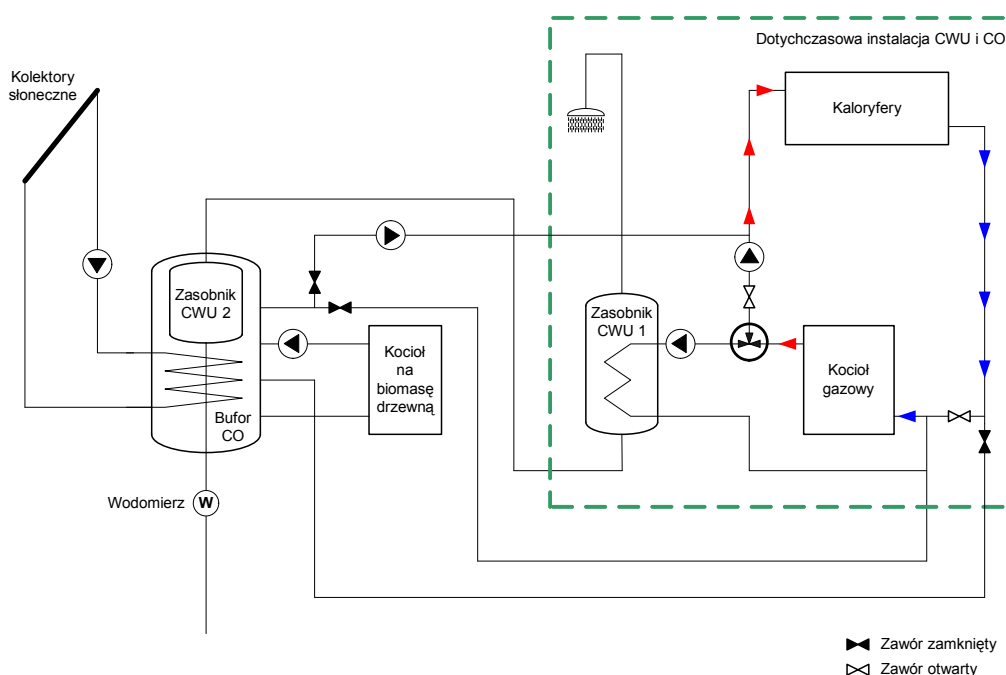 Dotychczasowa instalacja CWU i CO
Kolektory
słoneczne
Kaloryfery
Zasobnik
CWU 2
Zasobnik
CWU 1
Kocioł
na
biomasę
drzewną
Kocioł
gazowy
Bufor
CO
Wodomierz
W
Zawór zamknięty
Zawór otwarty